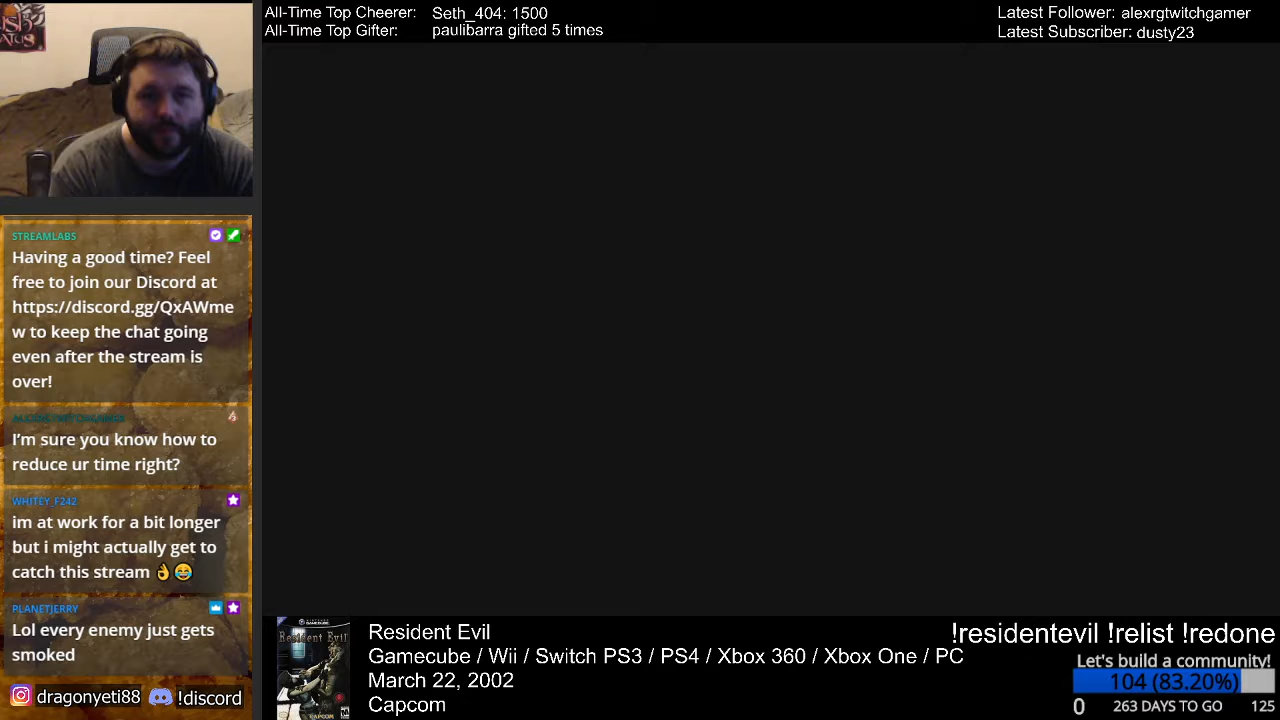 All-Time Top Cheerer: Seth_404: 1500
All-Time Top Gifter: paulibarra gifted 5 times
Latest Follower: alexrgtwitchgamer
Latest Subscriber: dusty23
STREAMLABS
Having a good time? Feel
free to join our Discord at
https://discord.gg/QxAWme
w to keep the chat going
even after the stream is
over!
ALEXRGTWITCHGAMER
I’m sure you know how to
reduce ur time right?
WHITEY_F242
im at work for a bit longer
but i might actually get to
catch this stream 👌😂
PLANETJERRY
Lol every enemy just gets
smoked
dragonyeti88 !discord
Resident Evil
Resident Evil
Gamecube / Wii / Switch PS3 / PS4 / Xbox 360 / Xbox One / PC
March 22, 2002
Capcom
CAPCOM
!residentevil !relist !redone
Let's build a community!
104 (83.20%)
0 263 DAYS TO GO 125